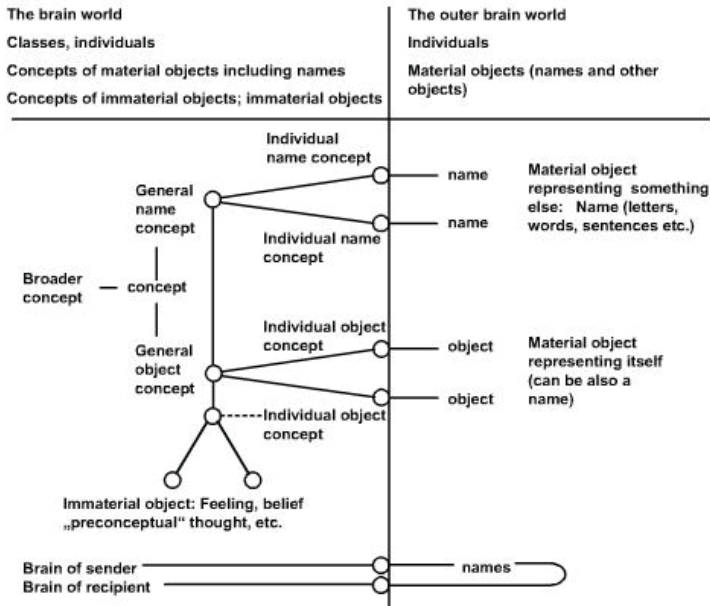 The brain world
Classes, individuals
Concepts of material objects including names
Concepts of immaterial objects; immaterial objects
The outer brain world
Individuals
Material objects (names and other
objects)
Individual
name concept
General
name
concept
name
name
Material object
representing something
else: Name (letters,
words, sentences etc.)
Individual name
concept
Broader
concept
concept
Individual object
concept
General
object
concept
object
object
Material object
representing itself
(can be also a
name)
Individual object
concept
Immaterial object: Feeling, belief
„preconceptual“ thought, etc.
Brain of sender
Brain of recipient
names